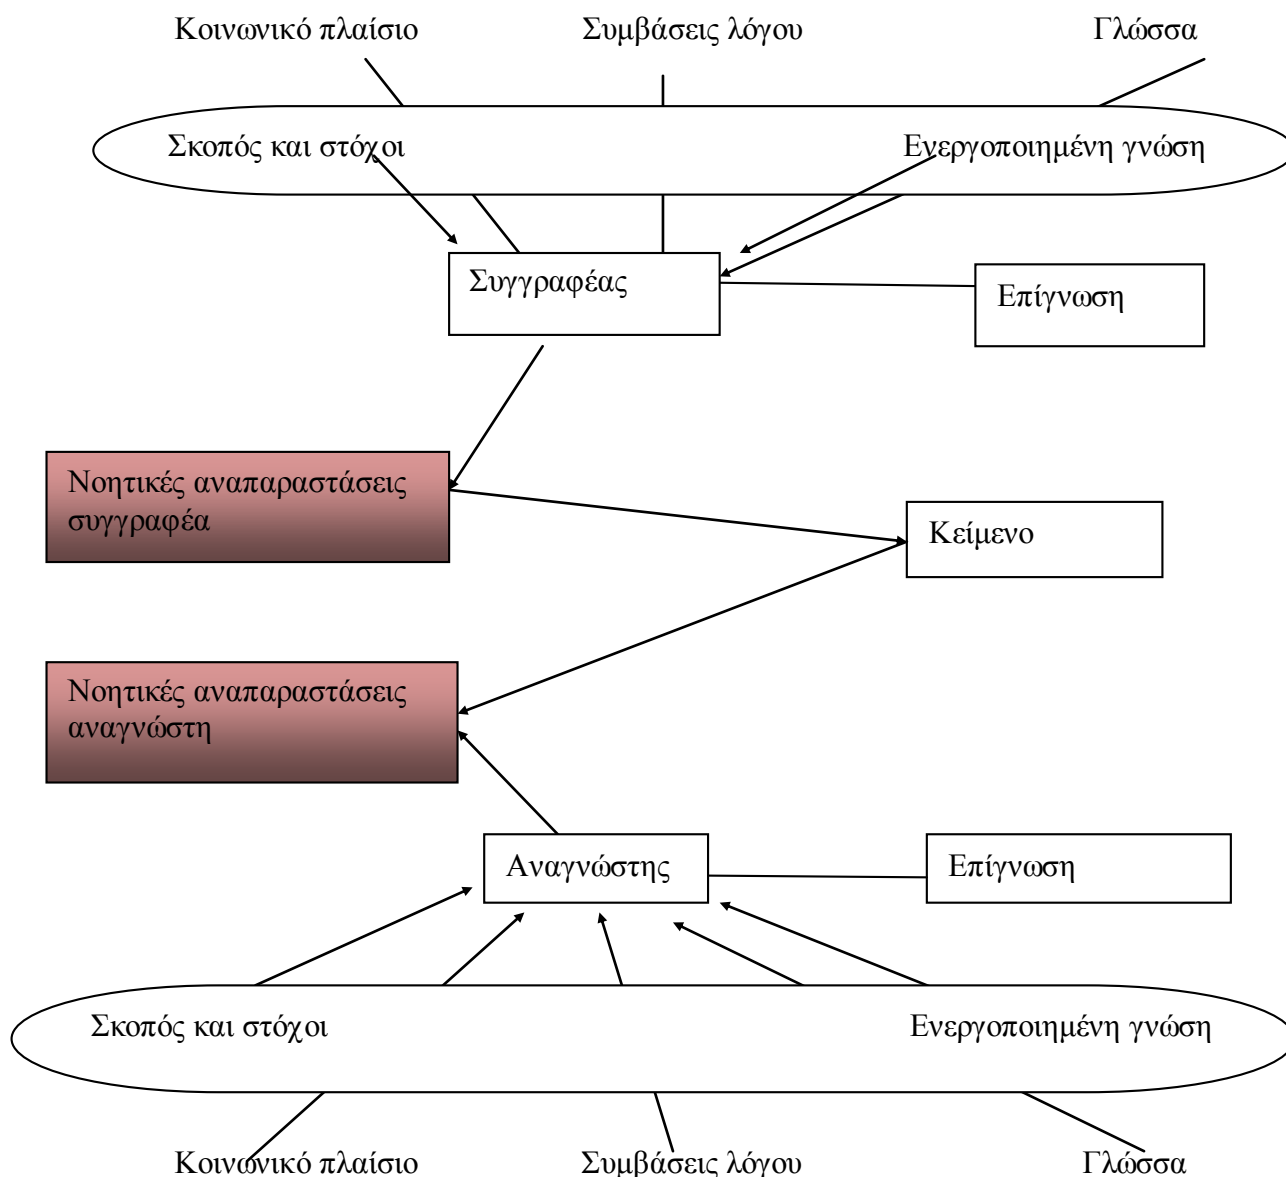 Κοινωνικό πλαίσιο
Συμβάσεις λόγου
Γλώσσα
Σκοπός και στόχοι
Ενεργοποιημένη γνώση
Συγγραφέας
Επίγνωση
Νοητικές αναπαραστάσεις
συγγραφέα
Κείμενο
Νοητικές αναπαραστάσεις
αναγνώστη
Αναγνώστης
Επίγνωση
Σκοπός και στόχοι
Ενεργοποιημένη γνώση
Κοινωνικό πλαίσιο
Συμβάσεις λόγου
Γλώσσα